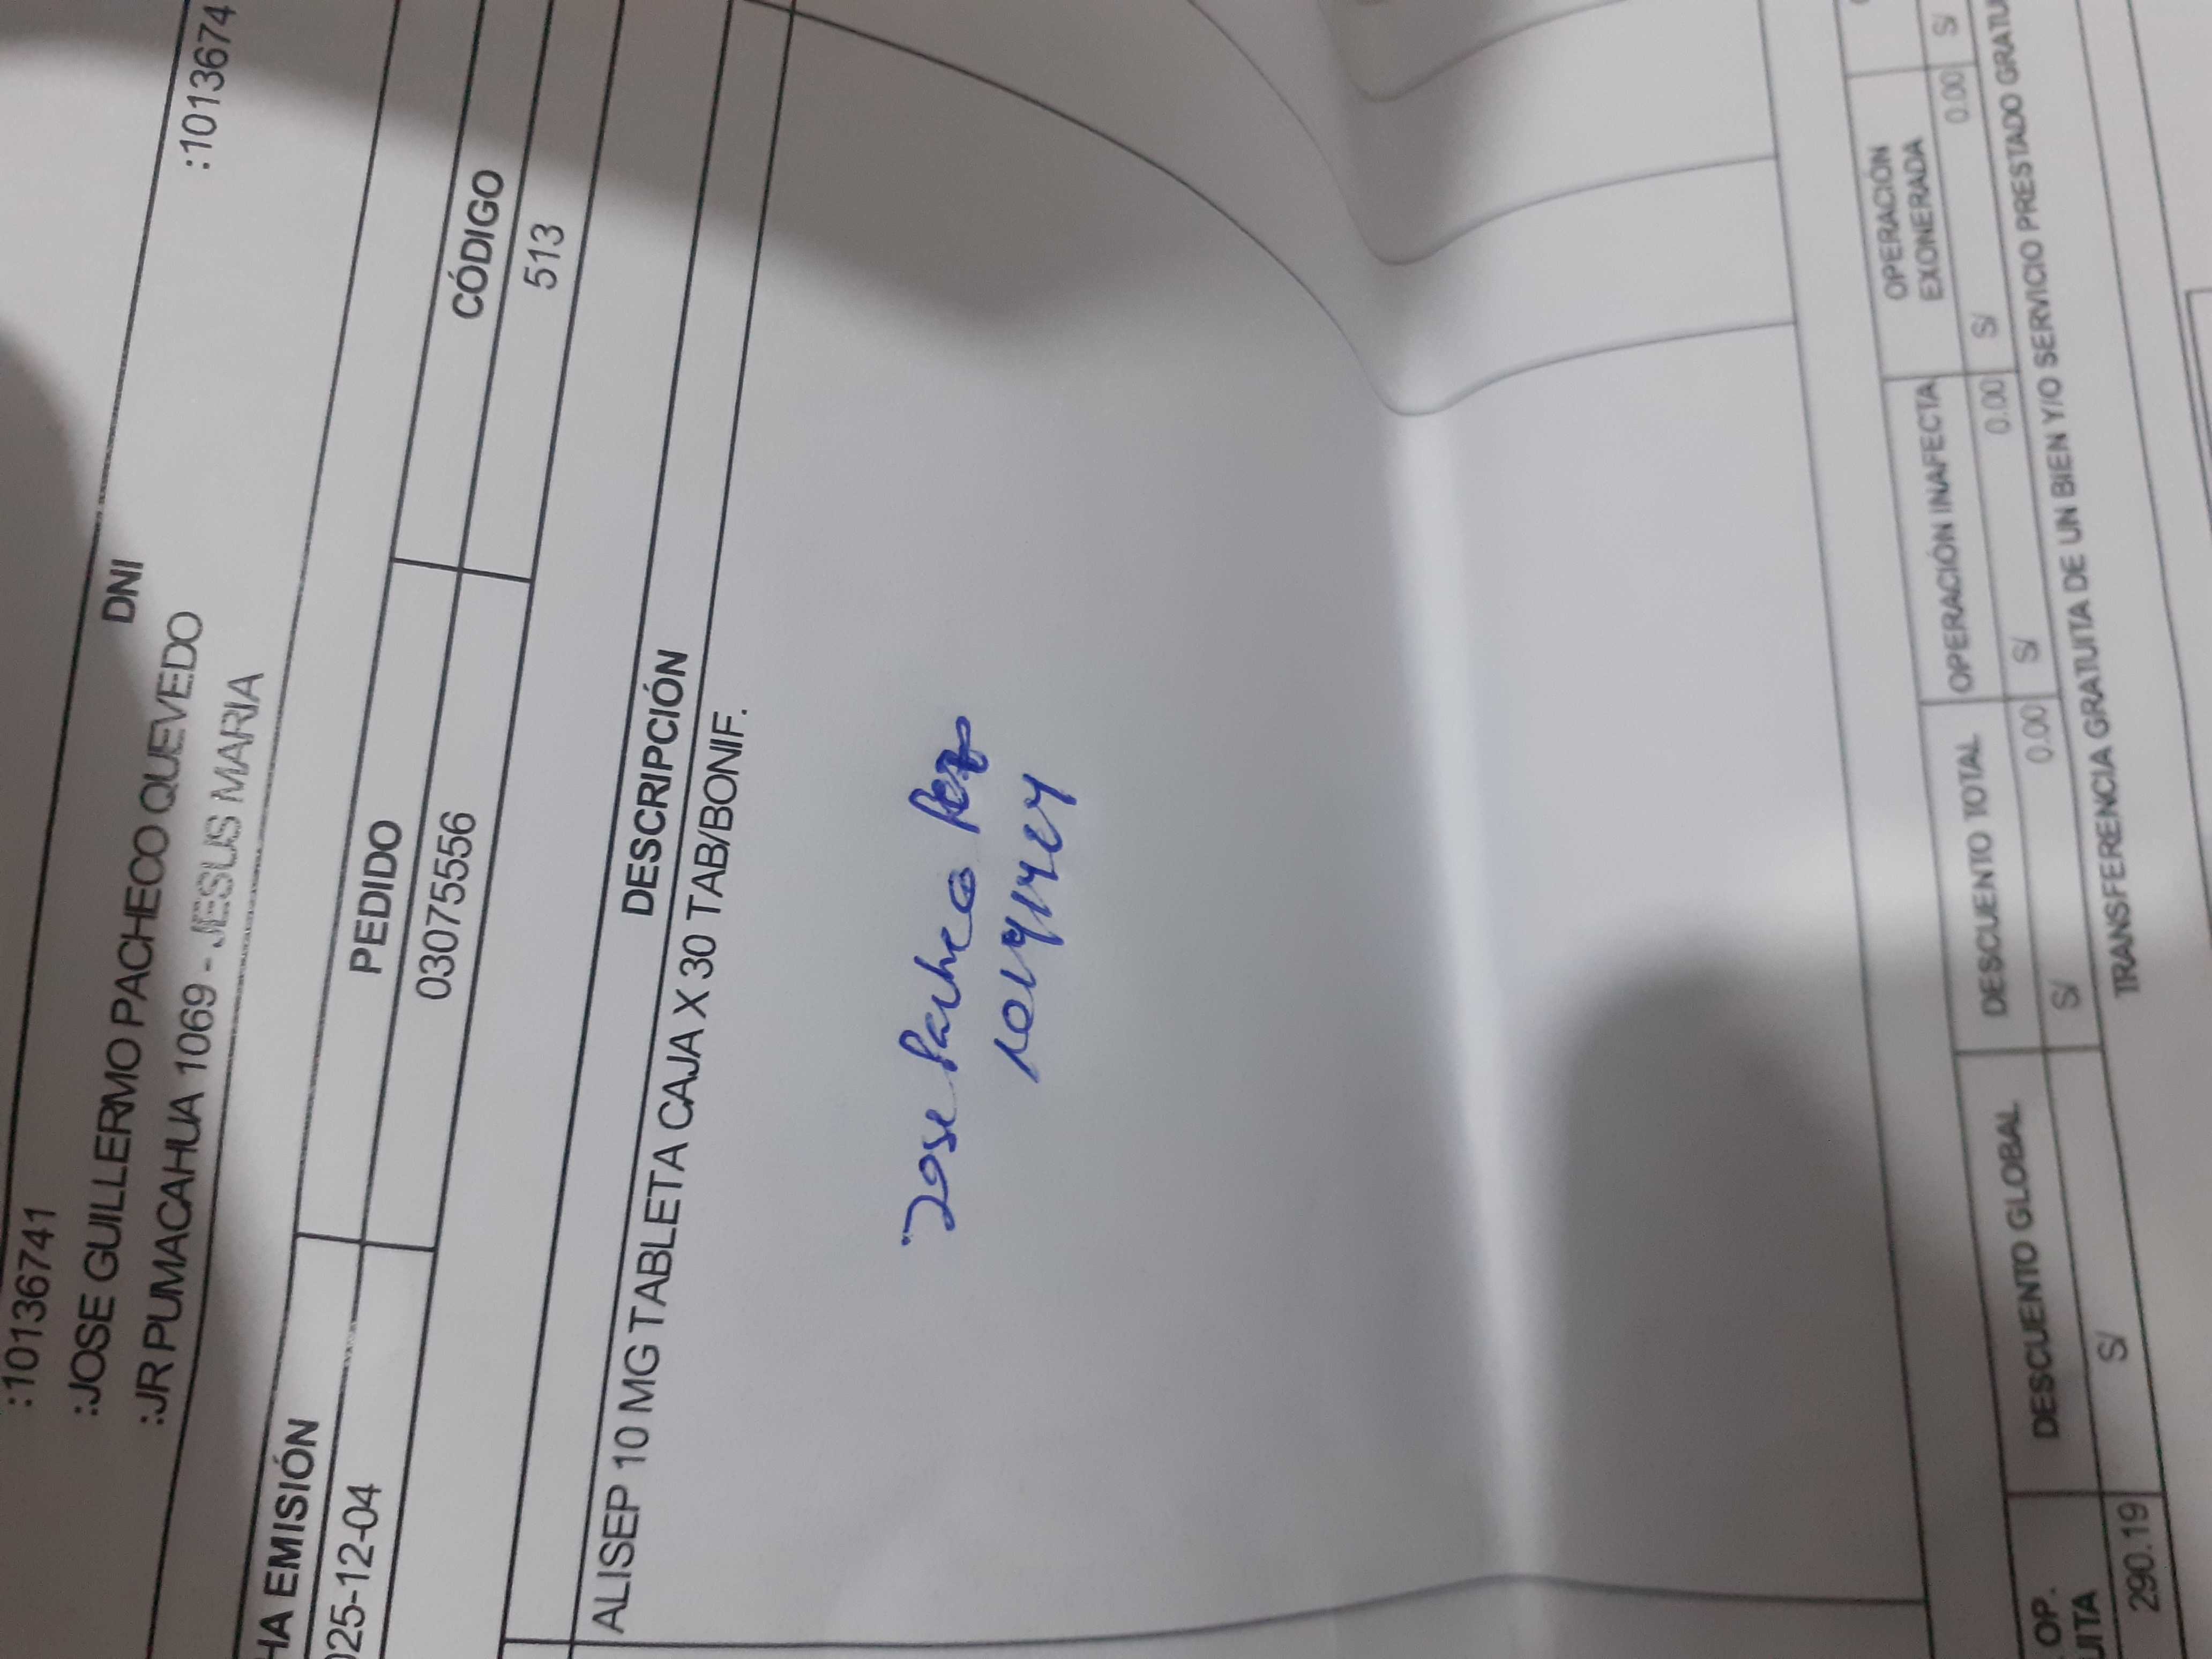 :10136741
:JOSE GUILLERMO PACHECO QUEVEDO
DNI
:1013674
:JR PUMACAHUA 1069 - JESUS MARIA
HA EMISIÓN
PEDIDO
CÓDIGO
025-12-04
03075556
513
DESCRIPCIÓN
ALISEP 10 MG TABLETA CAJA X 30 TAB/BONIF.
Jose Pacheco
OP.
UITA
DESCUENTO GLOBAL
DESCUENTO TOTAL
OPERACIÓN INAFECTA
OPERACIÓN
EXONERADA
290.19
S/
S/ 0.00
S/ 0.00
S/ 0.00
S/
TRANSFERENCIA GRATUITA DE UN BIEN Y/O SERVICIO PRESTADO GRATU